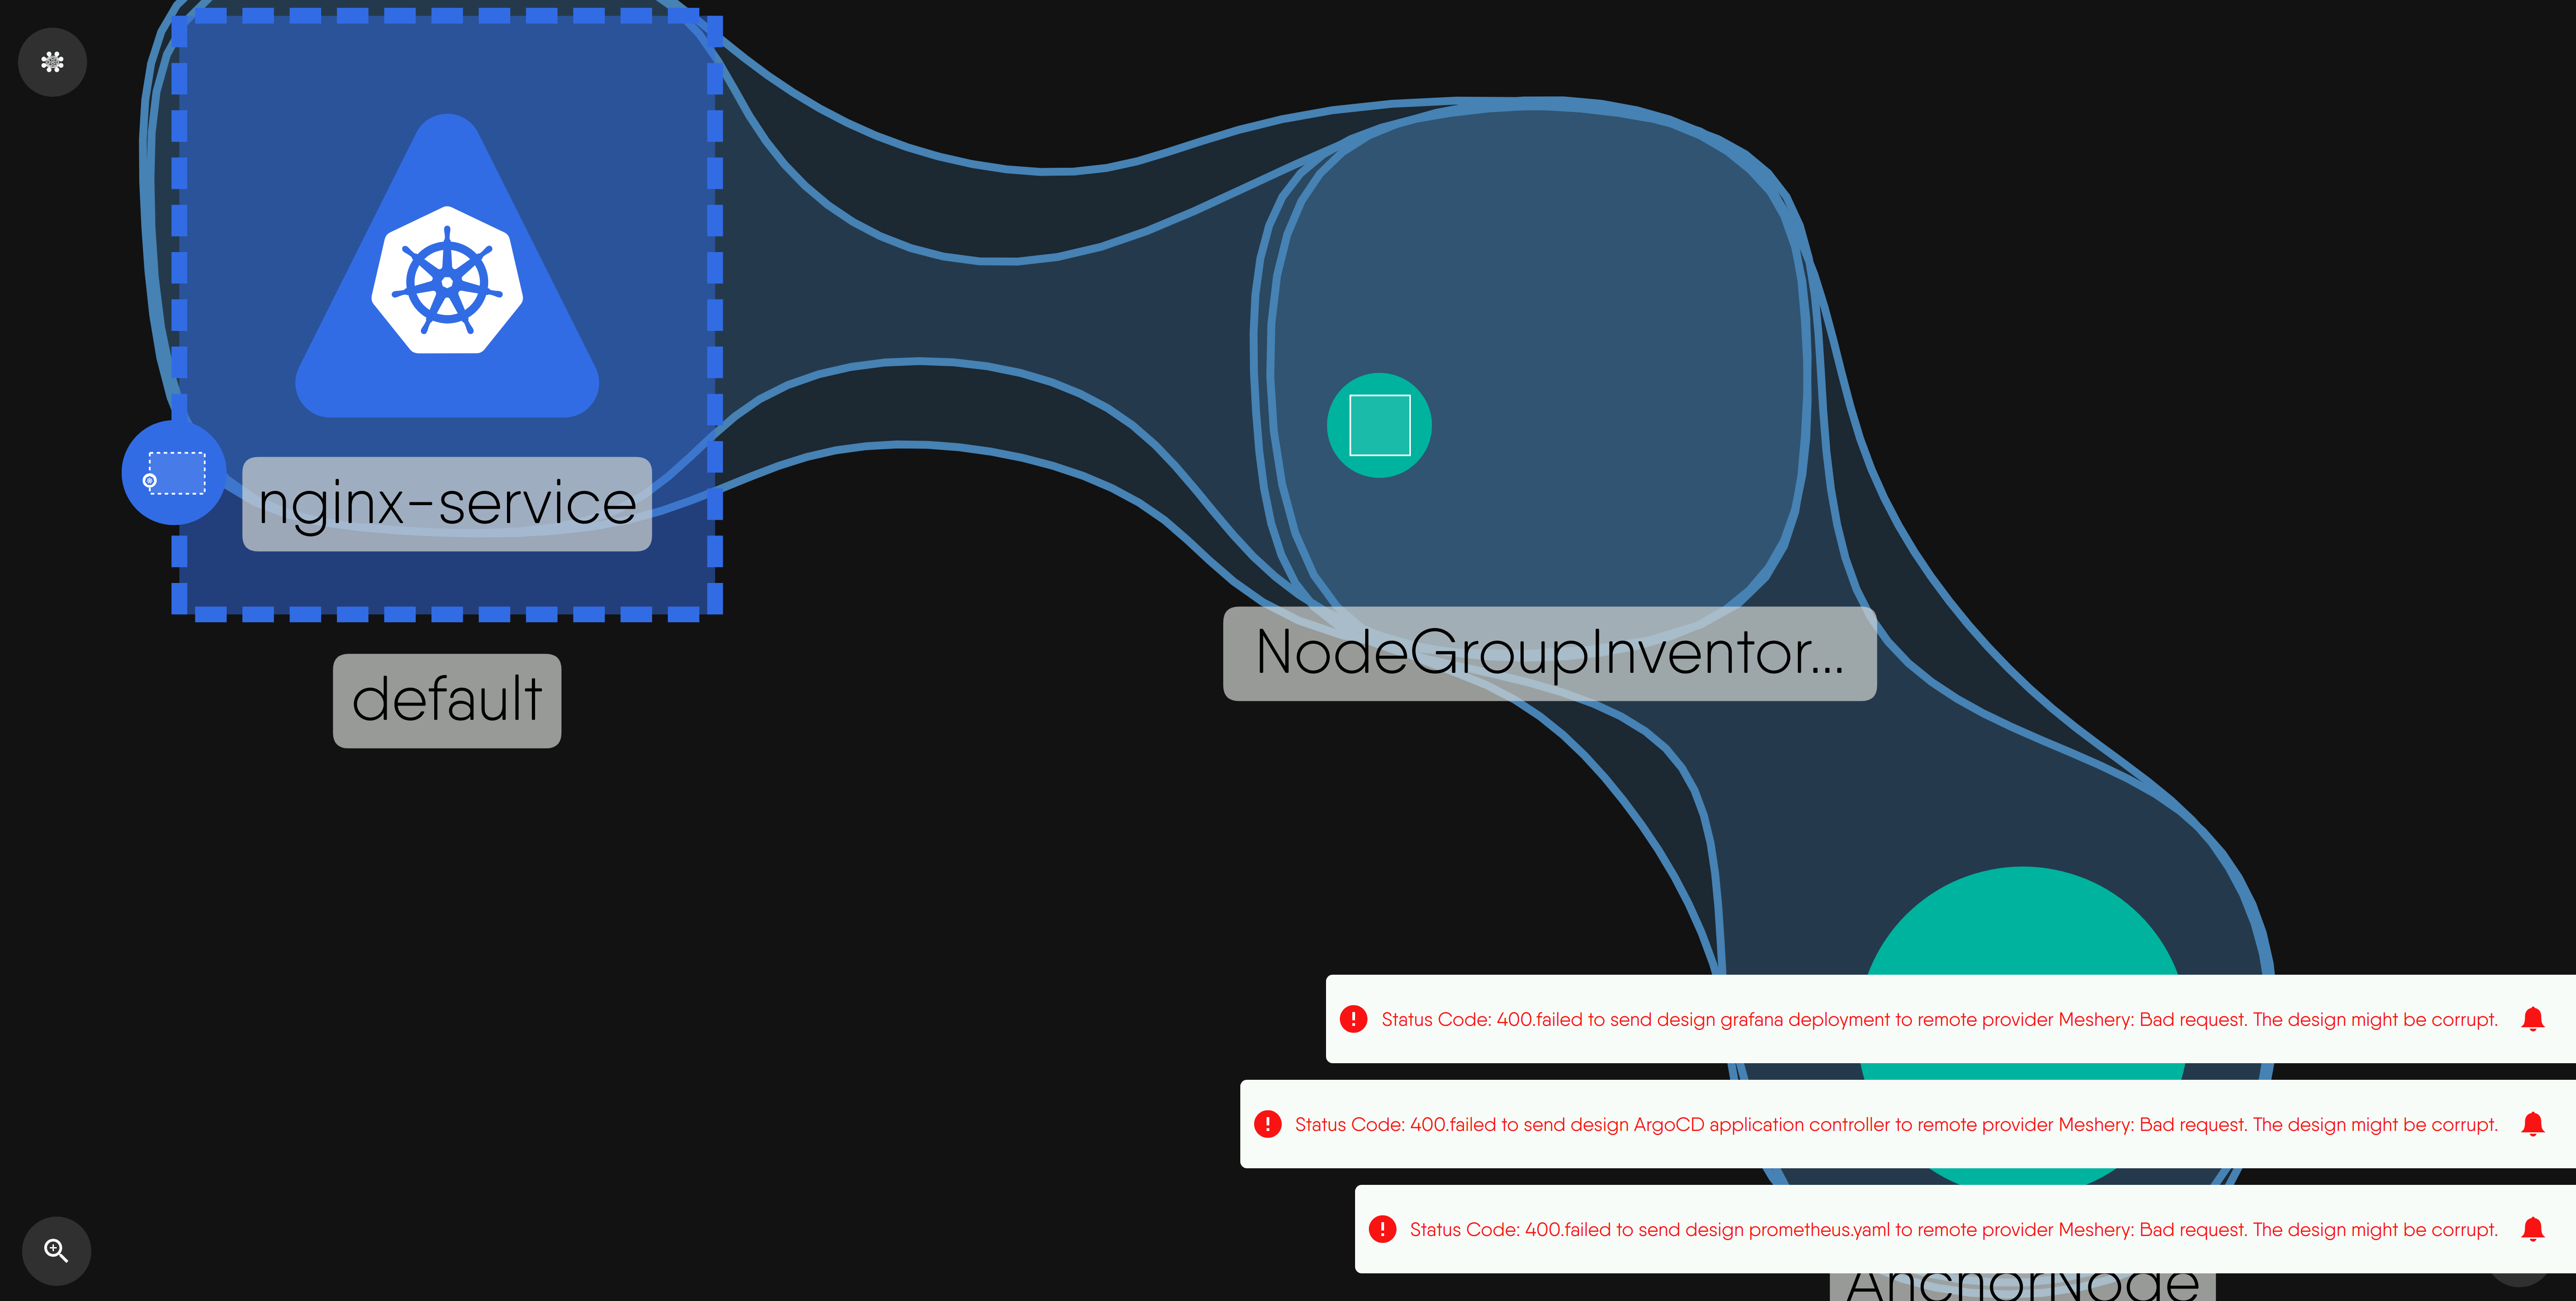 nginx-service
default
NodeGroupInventor...
Status Code: 400.failed to send design grafana deployment to remote provider Meshery: Bad request. The design might be corrupt.
Status Code: 400.failed to send design ArgoCD application controller to remote provider Meshery: Bad request. The design might be corrupt.
Status Code: 400.failed to send design prometheus.yaml to remote provider Meshery: Bad request. The design might be corrupt.
AnchorNode